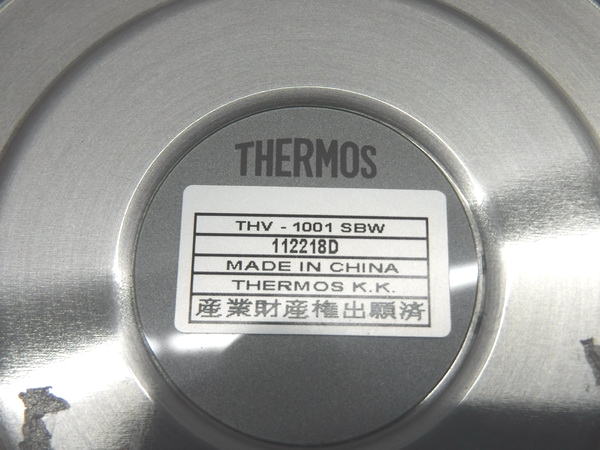 THERMOS
THV - 1001 SBW
112218D
MADE IN CHINA
THERMOS K.K.
産業財産権出願済